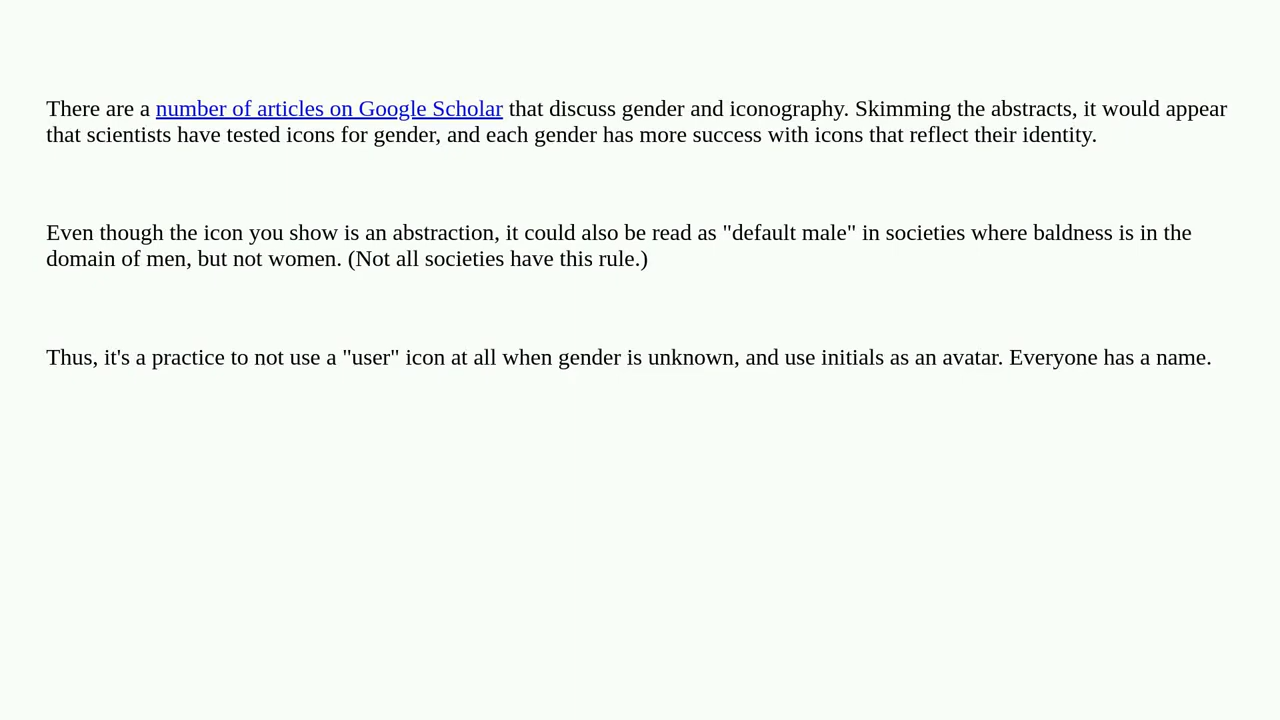 There are a number of articles on Google Scholar that discuss gender and iconography. Skimming the abstracts, it would appear
that scientists have tested icons for gender, and each gender has more success with icons that reflect their identity.
Even though the icon you show is an abstraction, it could also be read as "default male" in societies where baldness is in the
domain of men, but not women. (Not all societies have this rule.)
Thus, it's a practice to not use a "user" icon at all when gender is unknown, and use initials as an avatar. Everyone has a name.